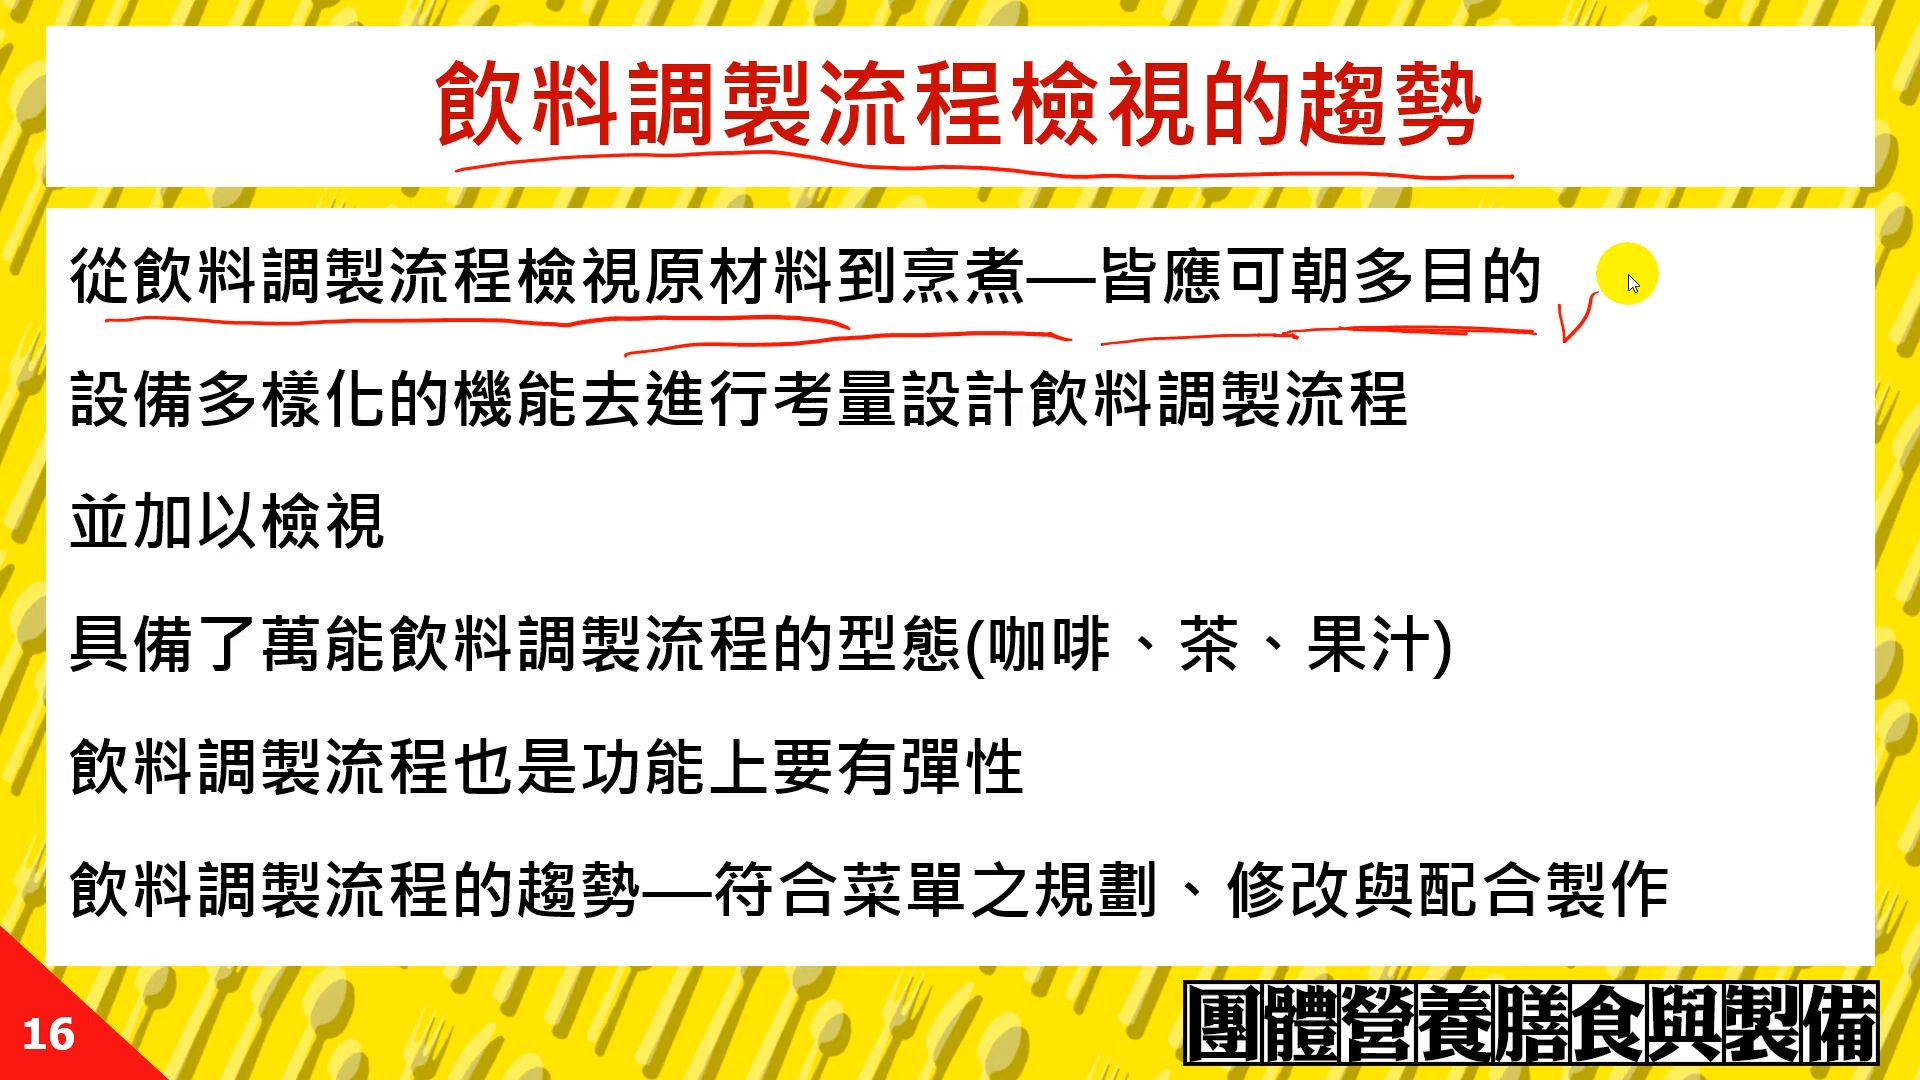 飲料調製流程檢視的趨勢
從飲料調製流程檢視原材料到烹煮—皆應可朝多目的
設備多樣化的機能去進行考量設計飲料調製流程
並加以檢視
具備了萬能飲料調製流程的型態(咖啡、茶、果汁)
飲料調製流程也是功能上要有彈性
飲料調製流程的趨勢—符合菜單之規劃、修改與配合製作
16
團體營養膳食與製備